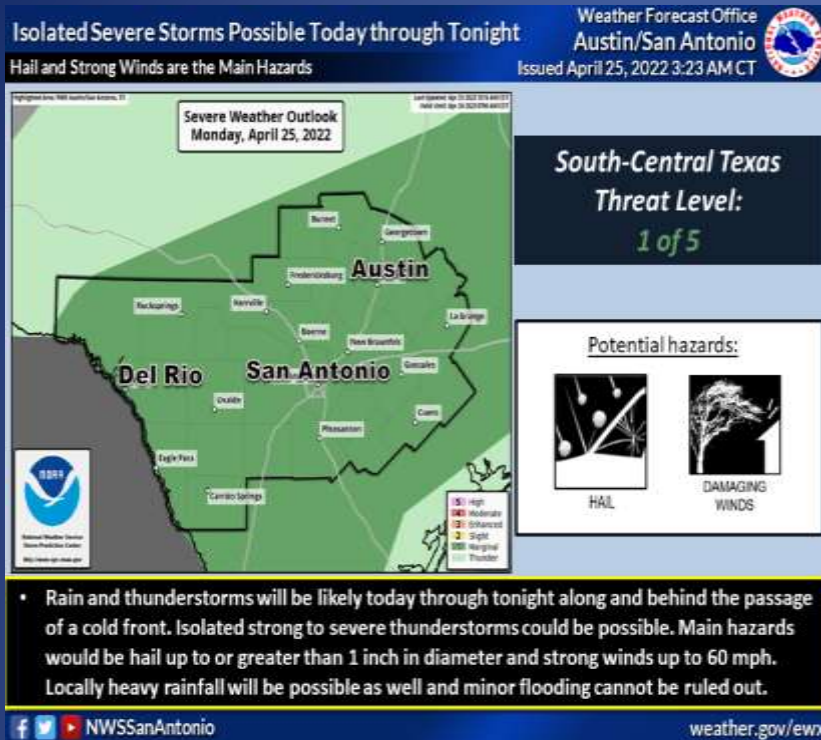 Isolated Severe Storms Possible Today through Tonight
Hail and Strong Winds are the Main Hazards
Weather Forecast Office
Austin/San Antonio
Issued April 25, 2022 3:23 AM CT
Severe Weather Outlook
Monday, April 25, 2022
Burnet
Georgetown
Fredericksburg
Austin
Rocksprings
Kerrville
La Grange
Boerne
New Braunfels
Del Rio
San Antonio
Gonzales
Uvalde
Cuero
Pleasanton
Eagle Pass
Carrizo Springs
NOAA
National Weather Service
Storm Prediction Center
5 High
4 Moderate
3 Enhanced
2 Slight
1 Marginal
Thunder
South-Central Texas
Threat Level:
1 of 5
Potential hazards:
HAIL
DAMAGING
WINDS
• Rain and thunderstorms will be likely today through tonight along and behind the passage
of a cold front. Isolated strong to severe thunderstorms could be possible. Main hazards
would be hail up to or greater than 1 inch in diameter and strong winds up to 60 mph.
Locally heavy rainfall will be possible as well and minor flooding cannot be ruled out.
NWSSanAntonio
weather.gov/ewx